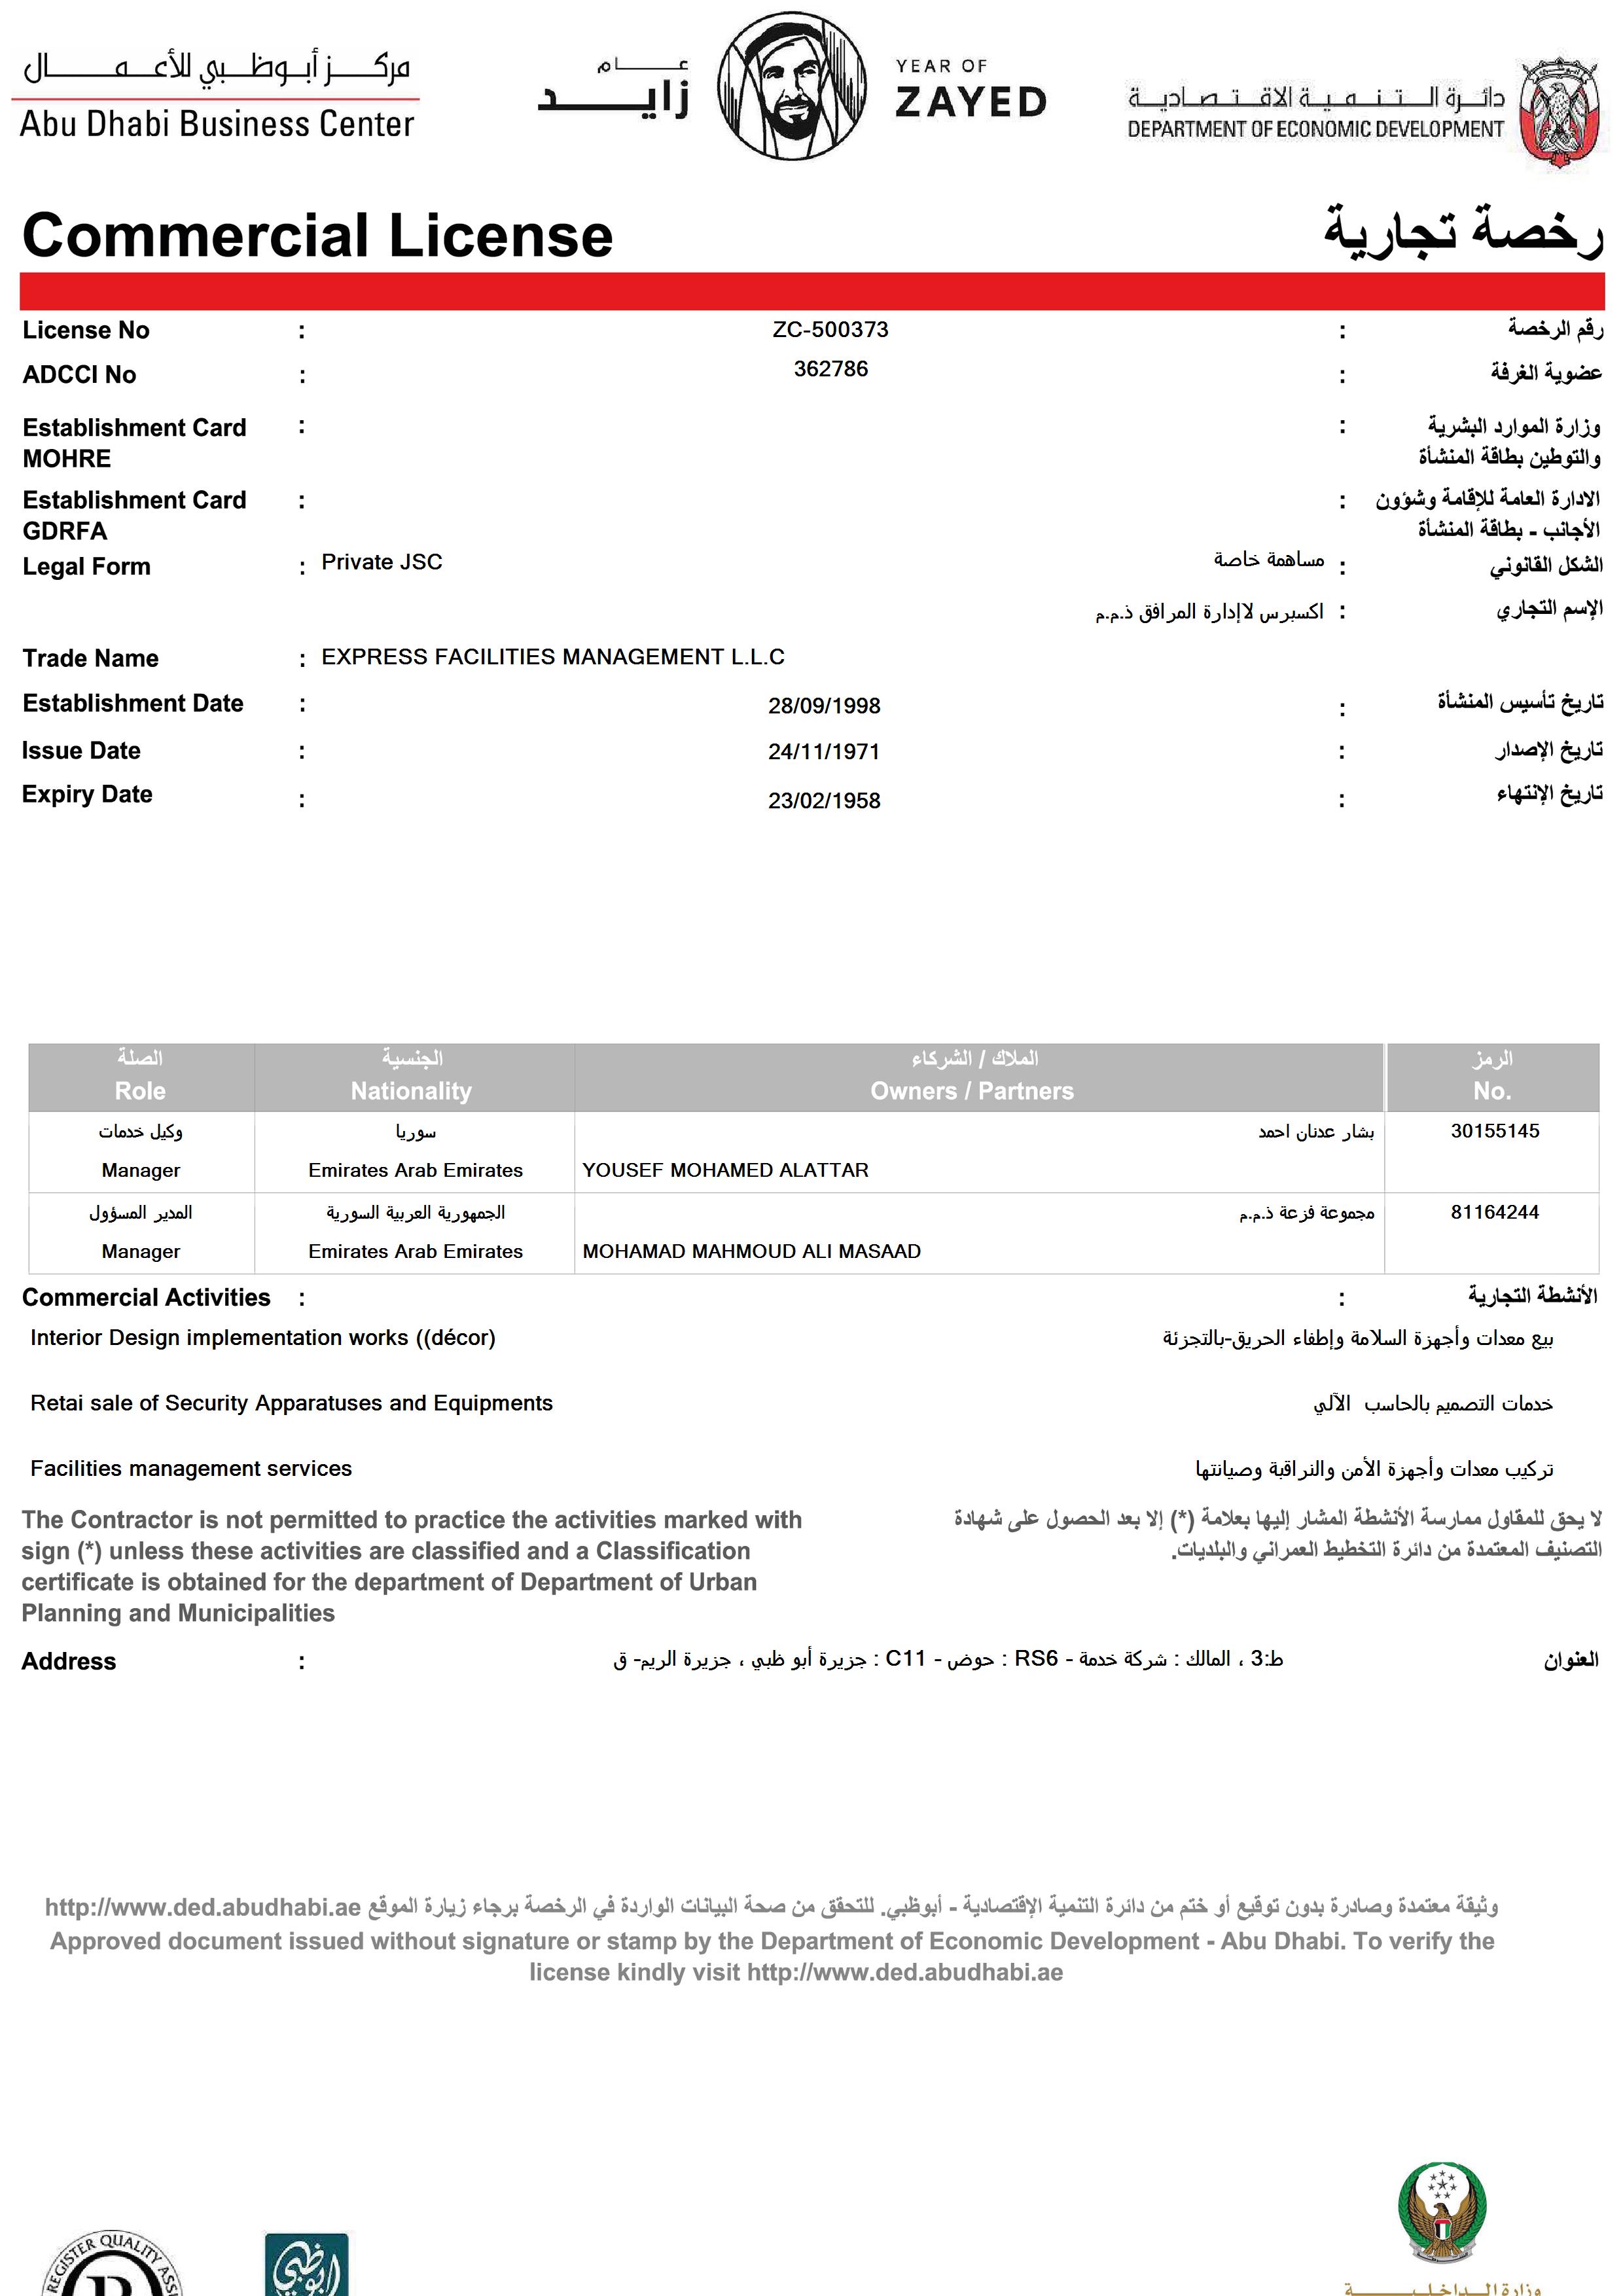 مركز أبوظبي للأعمال
Abu Dhabi Business Center
عام
زايد
YEAR OF
ZAYED
دائرة التنمية الاقتصادية
DEPARTMENT OF ECONOMIC DEVELOPMENT
Commercial License رخصة تجارية
License No : ZC-500373 : رقم الرخصة
ADCCI No : 362786 : عضوية الغرفة
Establishment Card : : وزارة الموارد البشرية
MOHRE والتوطين بطاقة المنشأة
Establishment Card : : الادارة العامة للإقامة وشؤون
GDRFA الأجانب - بطاقة المنشأة
Legal Form : Private JSC مساهمة خاصة : الشكل القانوني
اكسبرس لاإدارة المرافق ذ.م.م : الإسم التجاري
Trade Name : EXPRESS FACILITIES MANAGEMENT L.L.C
Establishment Date : 28/09/1998 : تاريخ تأسيس المنشأة
Issue Date : 24/11/1971 : تاريخ الإصدار
Expiry Date : 23/02/1958 : تاريخ الإنتهاء
الصلة الجنسية الملاك / الشركاء الرمز
Role Nationality Owners / Partners No.
وكيل خدمات سوريا بشار عدنان احمد 30155145
Manager Emirates Arab Emirates YOUSEF MOHAMED ALATTAR
المدير المسؤول الجمهورية العربية السورية مجموعة فزعة ذ.م.م 81164244
Manager Emirates Arab Emirates MOHAMAD MAHMOUD ALI MASAAD
Commercial Activities : : الأنشطة التجارية
Interior Design implementation works ((décor) بيع معدات وأجهزة السلامة وإطفاء الحريق-بالتجزئة
Retai sale of Security Apparatuses and Equipments خدمات التصميم بالحاسب الآلي
Facilities management services تركيب معدات وأجهزة الأمن والنراقبة وصيانتها
The Contractor is not permitted to practice the activities marked with لا يحق للمقاول ممارسة الأنشطة المشار إليها بعلامة (*) إلا بعد الحصول على شهادة
sign (*) unless these activities are classified and a Classification التصنيف المعتمدة من دائرة التخطيط العمراني والبلديات.
certificate is obtained for the department of Department of Urban
Planning and Municipalities
Address : ط:3 ، المالك : شركة خدمة - RS6 : حوض - C11 : جزيرة أبو ظبي ، جزيرة الريم- ق العنوان
وثيقة معتمدة وصادرة بدون توقيع أو ختم من دائرة التنمية الإقتصادية - أبوظبي. للتحقق من صحة البيانات الواردة في الرخصة برجاء زيارة الموقع http://www.ded.abudhabi.ae
Approved document issued without signature or stamp by the Department of Economic Development - Abu Dhabi. To verify the
license kindly visit http://www.ded.abudhabi.ae
REGISTER QUALITY
أبوظبي
وزارة الداخلية